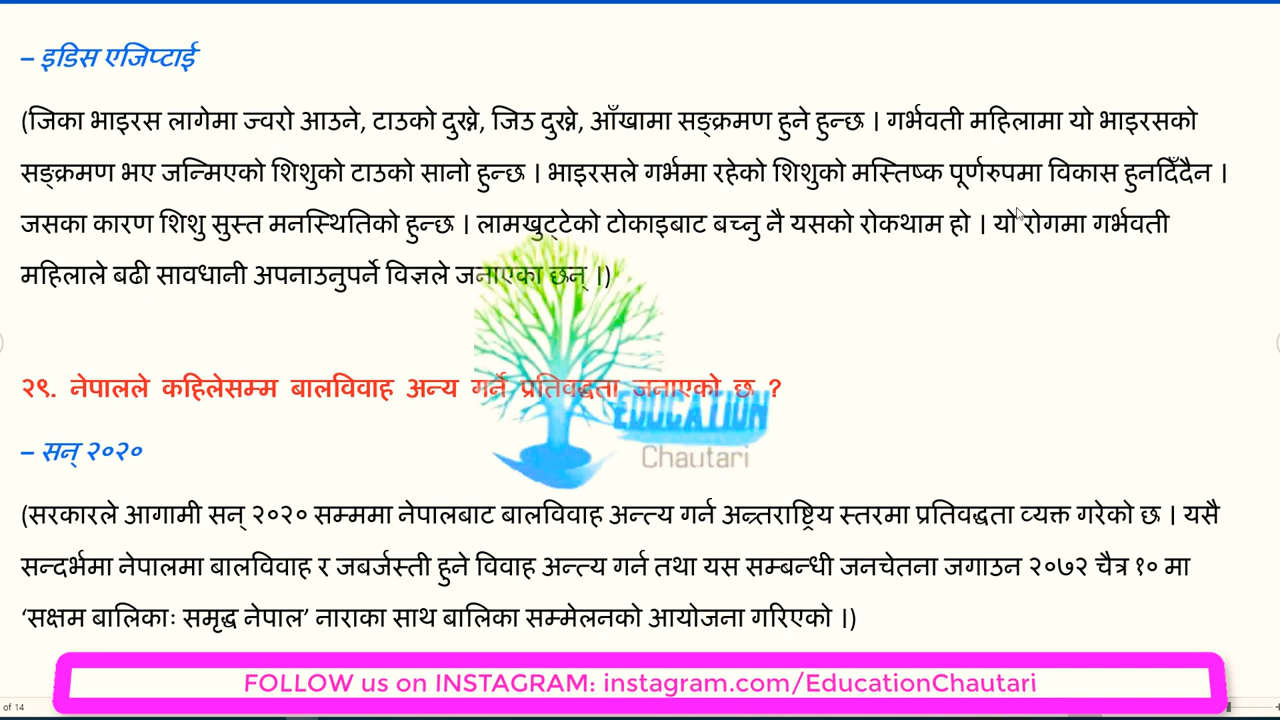 – इडिस एजिप्टाई
(जिका भाइरस लागेमा ज्वरो आउने, टाउको दुख्ने, जिउ दुख्ने, आँखामा सङ्क्रमण हुने हुन्छ । गर्भवती महिलामा यो भाइरसको
सङ्क्रमण भए जन्मिएको शिशुको टाउको सानो हुन्छ । भाइरसले गर्भमा रहेको शिशुको मस्तिष्क पूर्णरुपमा विकास हुनदिँदैन ।
जसका कारण शिशु सुस्त मनस्थितिको हुन्छ । लामखुट्टेको टोकाइबाट बच्नु नै यसको रोकथाम हो । यो रोगमा गर्भवती
महिलाले बढी सावधानी अपनाउनुपर्ने विज्ञले जनाएका छन् ।)
२९. नेपालले कहिलेसम्म बालविवाह अन्य गर्ने प्रतिवद्धता जनाएको छ ?
EDUCATION
Chautari
– सन् २०२०
(सरकारले आगामी सन् २०२० सम्ममा नेपालबाट बालविवाह अन्त्य गर्न अन्र्तराष्ट्रिय स्तरमा प्रतिवद्धता व्यक्त गरेको छ । यसै
सन्दर्भमा नेपालमा बालविवाह र जबर्जस्ती हुने विवाह अन्त्य गर्न तथा यस सम्बन्धी जनचेतना जगाउन २०७२ चैत्र १० मा
‘सक्षम बालिकाः समृद्ध नेपाल’ नाराका साथ बालिका सम्मेलनको आयोजना गरिएको ।)
FOLLOW us on INSTAGRAM: instagram.com/EducationChautari
of 14